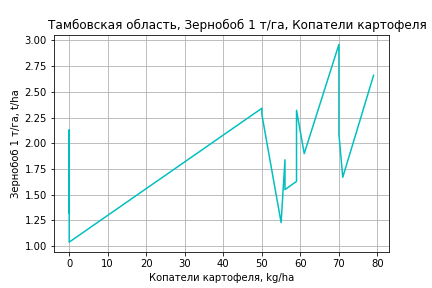 Тамбовская область, Зернобоб 1 т/га, Копатели картофеля
3.00
2.75
2.50
2.25
2.00
1.75
1.50
1.25
1.00
Зернобоб 1 т/га, t/ha
0 10 20 30 40 50 60 70 80
Копатели картофеля, kg/ha